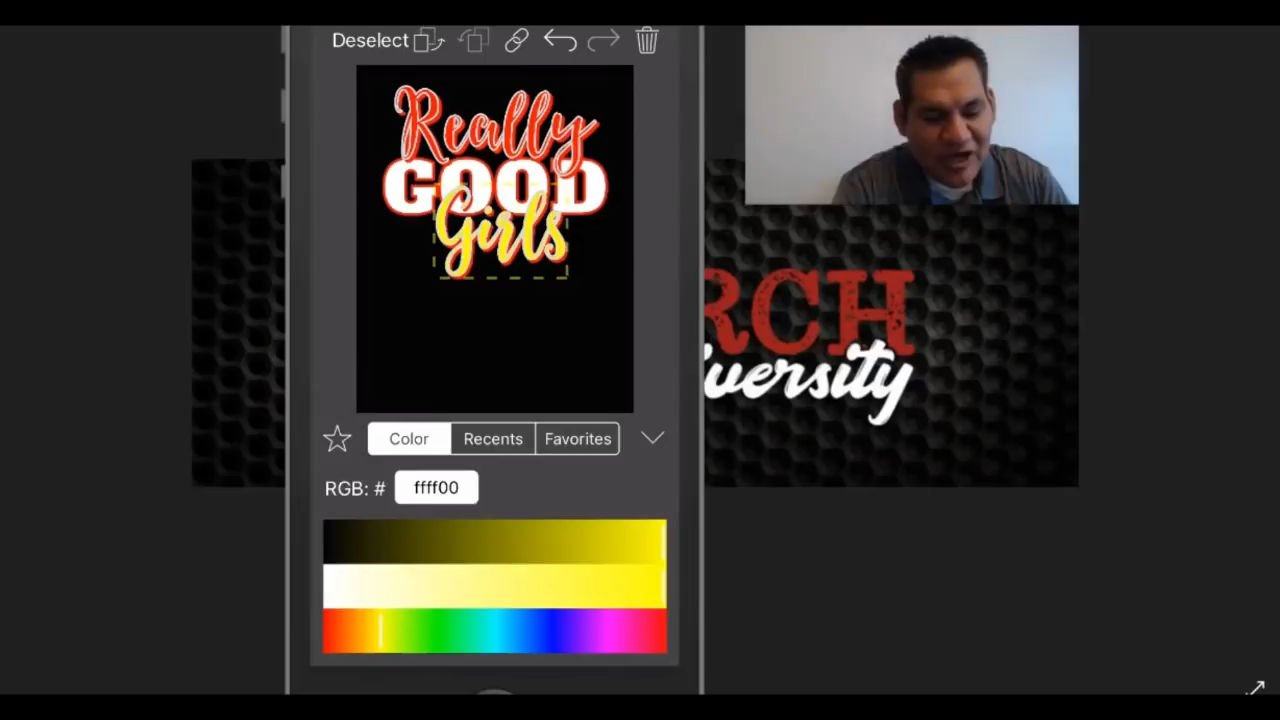 Deselect
Really
GOOD
Girls
RCH
versity
Color Recents Favorites
RGB: # ffff00